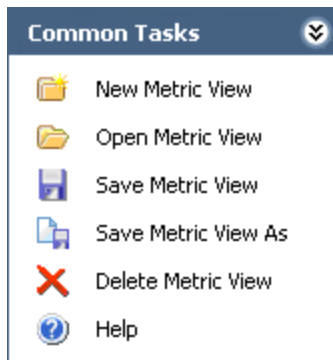 Common Tasks
New Metric View
Open Metric View
Save Metric View
Save Metric View As
Delete Metric View
Help